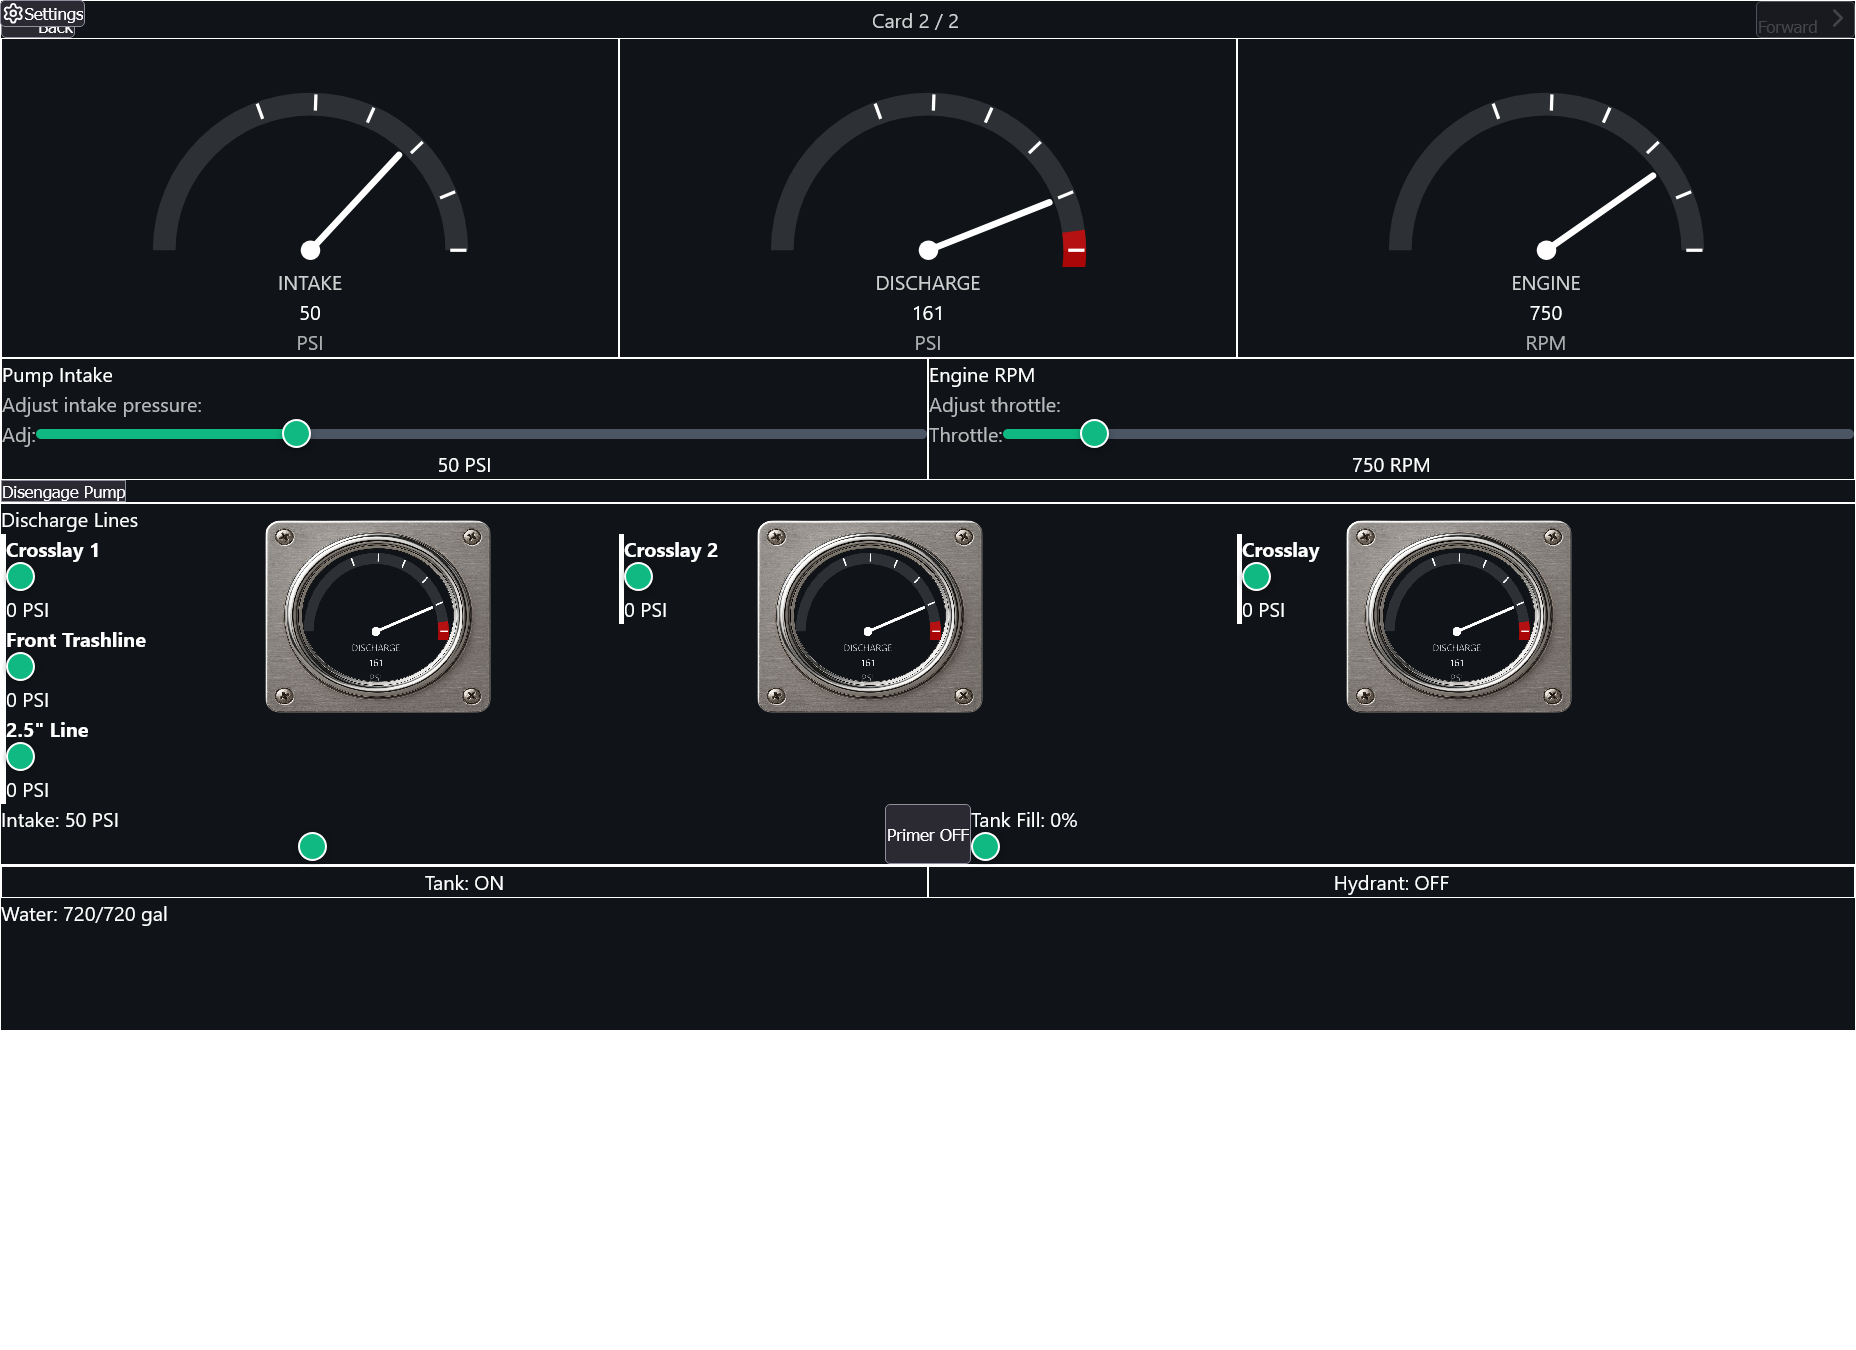 Settings
Back
Card 2 / 2
Forward
INTAKE
50
PSI
DISCHARGE
161
PSI
ENGINE
750
RPM
Pump Intake
Adjust intake pressure:
Adj:
50 PSI
Engine RPM
Adjust throttle:
Throttle:
750 RPM
Disengage Pump
Discharge Lines
Crosslay 1
0 PSI
DISCHARGE
161
PSI
Crosslay 2
0 PSI
DISCHARGE
161
PSI
Crosslay
0 PSI
DISCHARGE
161
PSI
Front Trashline
0 PSI
2.5" Line
0 PSI
Intake: 50 PSI
Primer OFF
Tank Fill: 0%
Tank: ON
Hydrant: OFF
Water: 720/720 gal